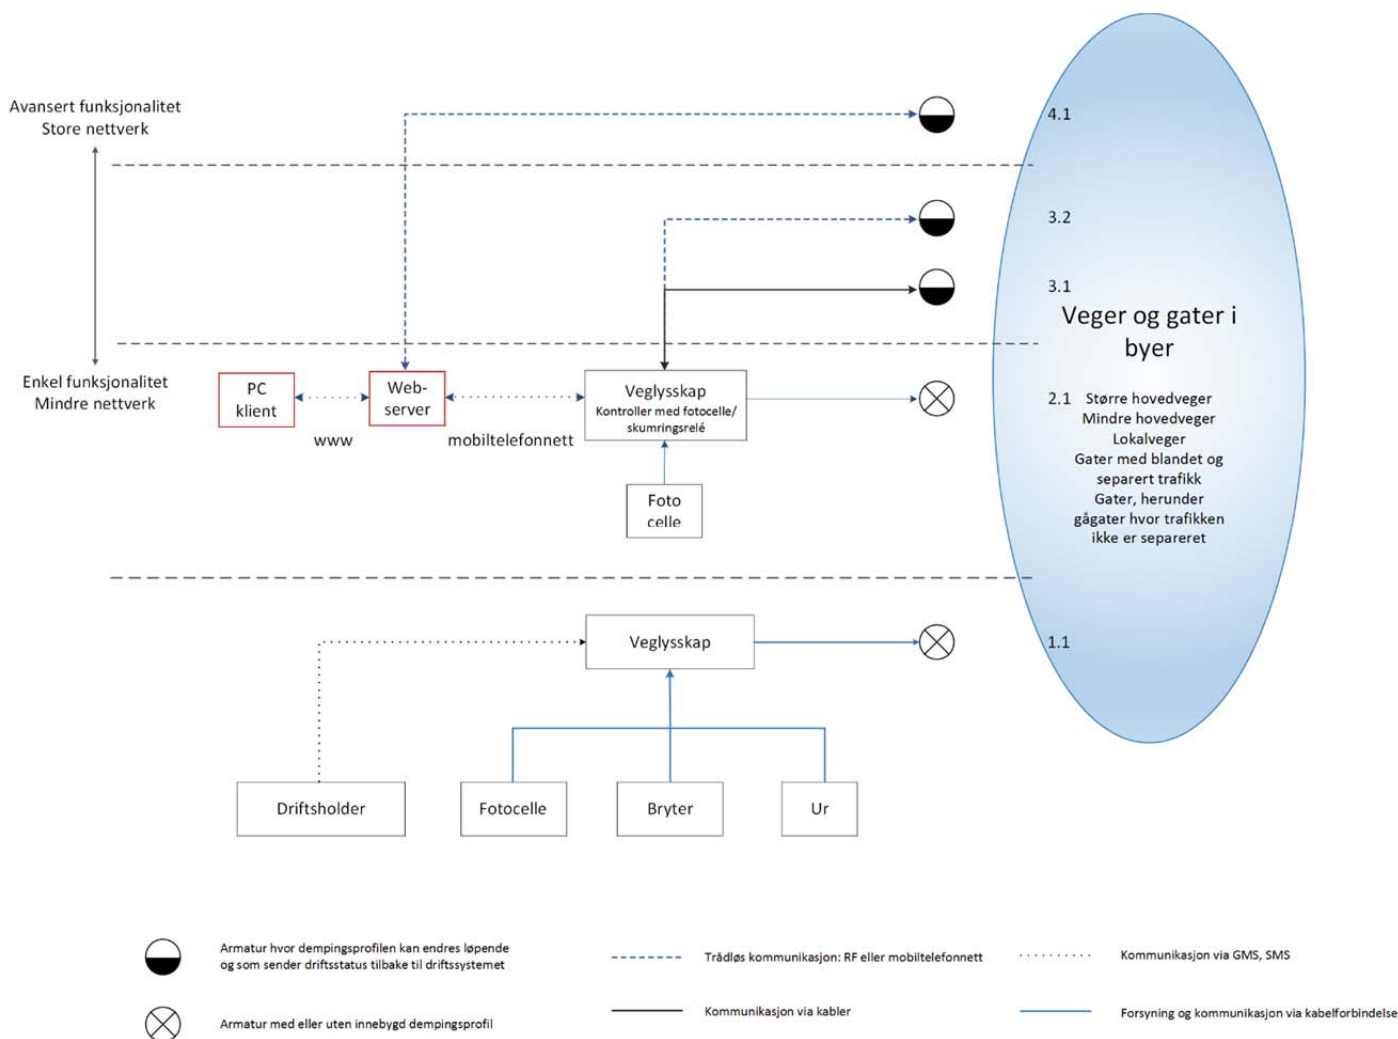 Avansert funksjonalitet
Store nettverk
4.1
3.2
3.1
Veger og gater i
byer
Enkel funksjonalitet
Mindre nettverk
PC
klient
www
Web-
server
mobiltelefonnett
Veglysskap
Kontroller med fotocelle/
skumringsrelé
Foto
celle
2.1 Større hovedveger
Mindre hovedveger
Lokalveger
Gater med blandet og
separert trafikk
Gater, herunder
gågater hvor trafikken
ikke er separeret
Veglysskap
1.1
Driftsholder
Fotocelle
Bryter
Ur
Armatur hvor dempingsprofilen kan endres løpende
og som sender driftsstatus tilbake til driftssystemet
Trådløs kommunikasjon: RF eller mobiltelefonnett
Kommunikasjon via GMS, SMS
Armatur med eller uten innebygd dempingsprofil
Kommunikasjon via kabler
Forsyning og kommunikasjon via kabelforbindelse